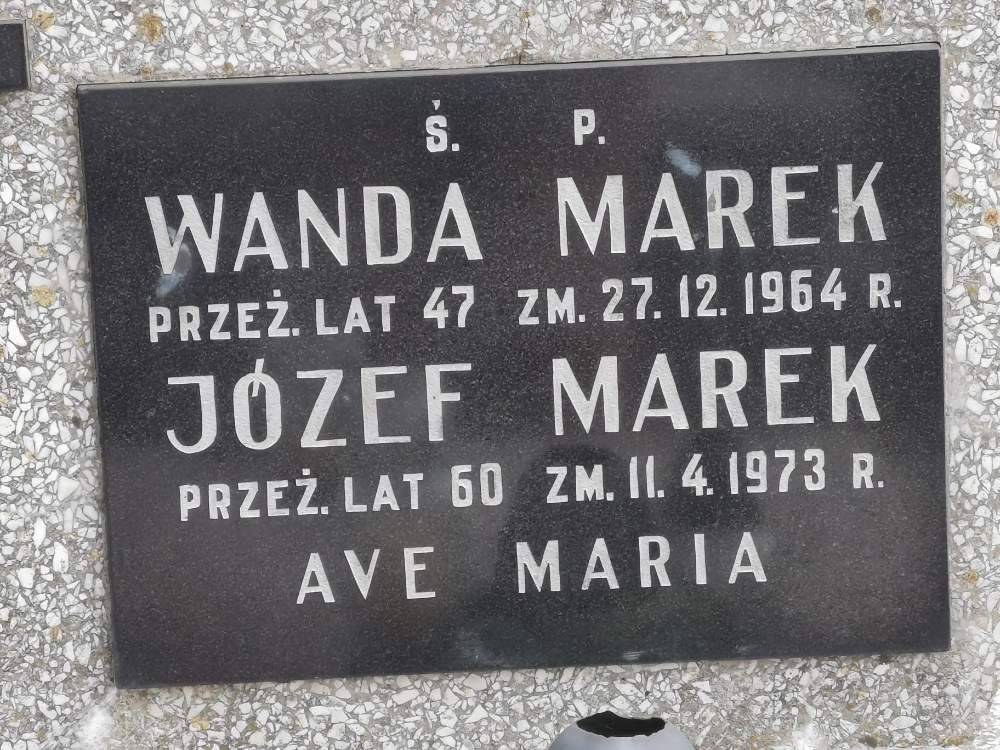 Ś. P.
WANDA MAREK
PRZEŻ. LAT 47 ZM. 27. 12. 1964 R.
JÓZEF MAREK
PRZEŻ. LAT 60 ZM. 11. 4. 1973 R.
AVE MARIA